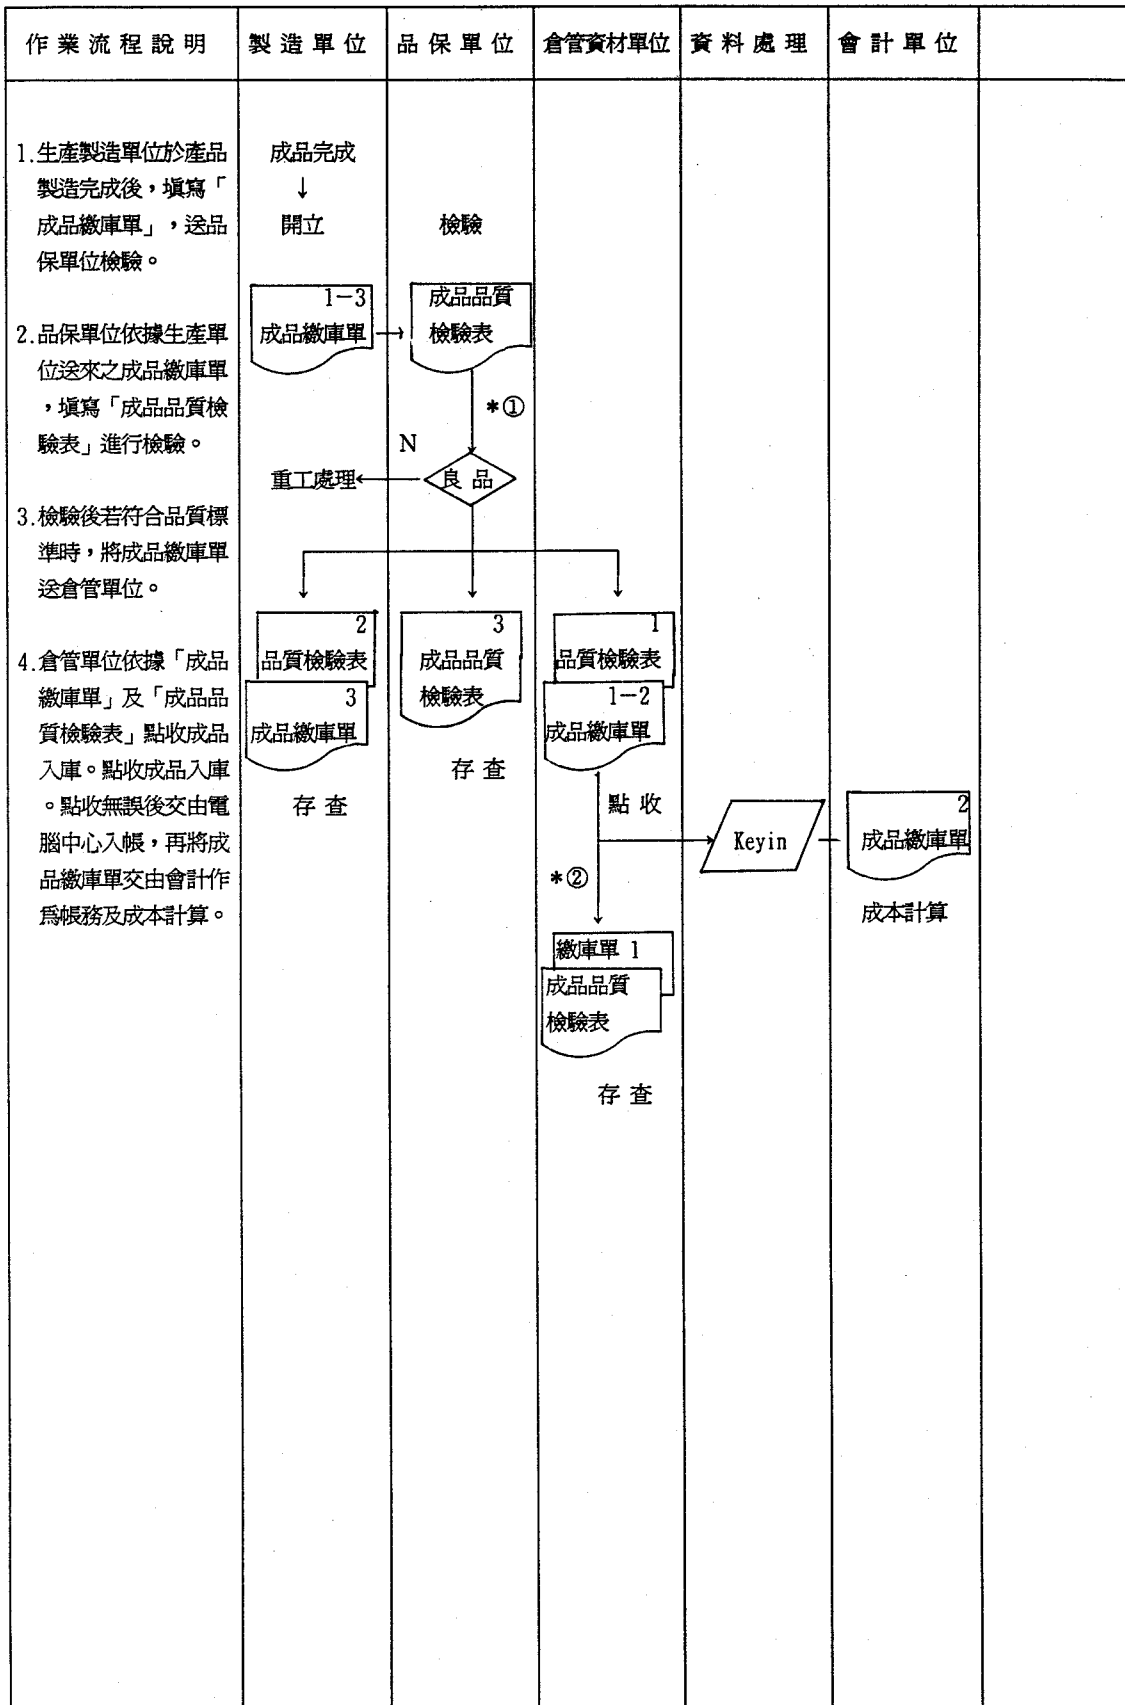 作業流程說明 製造單位 品保單位 倉管資材單位 資料處理 會計單位
1.生產製造單位於產品
製造完成後，填寫「
成品繳庫單」，送品
保單位檢驗。
2.品保單位依據生產單
位送來之成品繳庫單
，填寫「成品品質檢
驗表」進行檢驗。
3.檢驗後若符合品質標
準時，將成品繳庫單
送倉管單位。
4.倉管單位依據「成品
繳庫單」及「成品品
質檢驗表」點收成品
入庫。點收成品入庫
。點收無誤後交由電
腦中心入帳，再將成
品繳庫單交由會計作
為帳務及成本計算。
成品完成
↓
開立
檢驗
1-3
成品繳庫單
成品品質
檢驗表
*①
N
重工處理
良品
2
品質檢驗表
3
成品繳庫單
存查
3
成品品質
檢驗表
存查
1
品質檢驗表
1-2
成品繳庫單
點收
*②
Keyin
2
成品繳庫單
成本計算
繳庫單 1
成品品質
檢驗表
存查